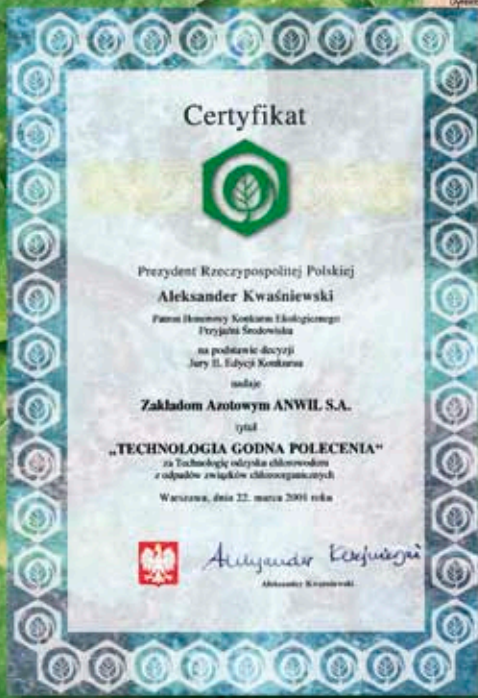 Certyfikat
Prezydent Rzeczypospolitej Polskiej
Aleksander Kwaśniewski
Patron Honorowy Konkursu Ekologicznego
Przyjaźni Środowisku
na podstawie decyzji
Jury II. Edycji Konkursu
nadaje
Zakładom Azotowym ANWIL S.A.
tytuł
„TECHNOLOGIA GODNA POLECENIA”
za Technologię odzysku chlorowodoru
z odpadów związków chloroorganicznych
Warszawa, dnia 22. marca 2001 roku
Aleksander Kwaśniewski
Aleksander Kwaśniewski